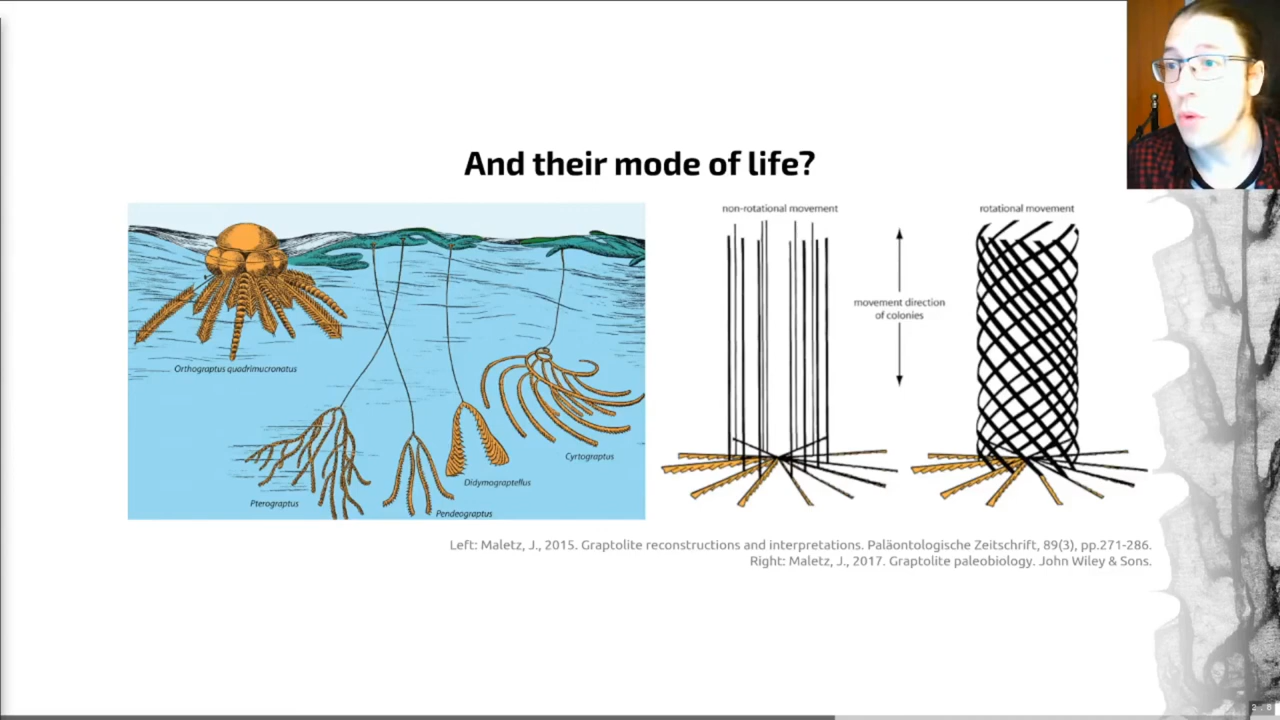 And their mode of life?
Orthograptus quadrimucronatus
Pterograptus
Pendeograptus
Didymograptellus
Cyrtograptus
non-rotational movement
movement direction
of colonies
rotational movement
Left: Maletz, J., 2015. Graptolite reconstructions and interpretations. Paläontologische Zeitschrift, 89(3), pp.271-286.
Right: Maletz, J., 2017. Graptolite paleobiology. John Wiley & Sons.
2 . 8